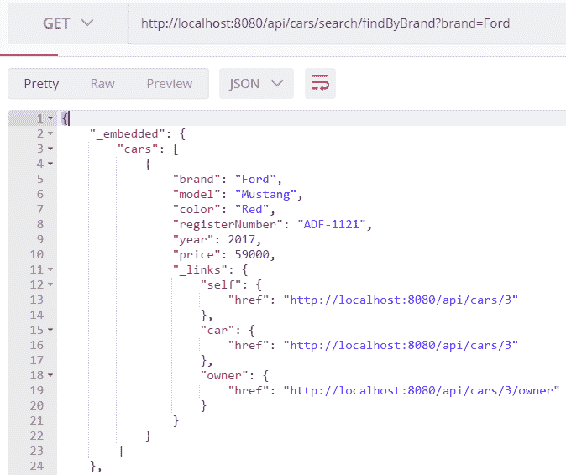 GET http://localhost:8080/api/cars/search/findByBrand?brand=Ford
Pretty Raw Preview JSON
1 {
2 "_embedded": {
3 "cars": [
4 {
5 "brand": "Ford",
6 "model": "Mustang",
7 "color": "Red",
8 "registerNumber": "ADF-1121",
9 "year": 2017,
10 "price": 59000,
11 "_links": {
12 "self": {
13 "href": "http://localhost:8080/api/cars/3"
14 },
15 "car": {
16 "href": "http://localhost:8080/api/cars/3"
17 },
18 "owner": {
19 "href": "http://localhost:8080/api/cars/3/owner"
20 }
21 }
22 }
23 ]
24 },